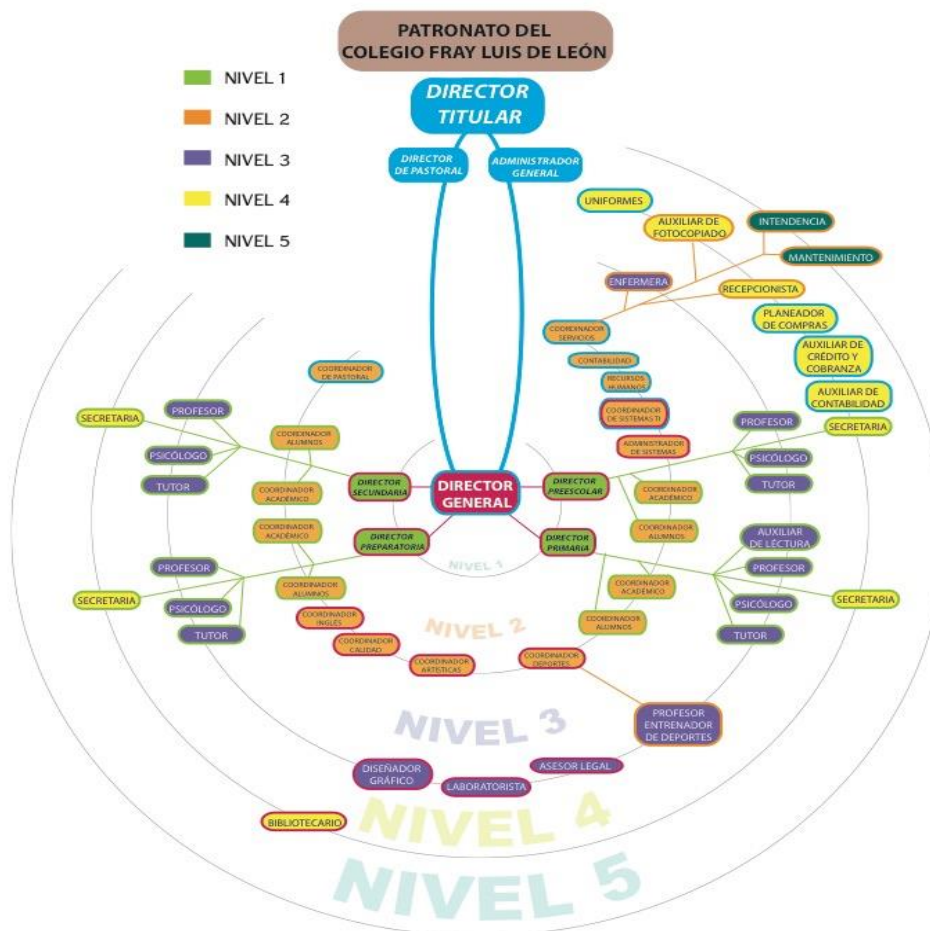 PATRONATO DEL
COLEGIO FRAY LUIS DE LEÓN
DIRECTOR
TITULAR
DIRECTOR
DE PASTORAL
ADMINISTRADOR
GENERAL
NIVEL 1
NIVEL 2
NIVEL 3
NIVEL 4
NIVEL 5
UNIFORMES
AUXILIAR DE
FOTOCOPIADO
INTENDENCIA
MANTENIMIENTO
ENFERMERA
RECEPCIONISTA
PLANEADOR
DE COMPRAS
COORDINADOR
SERVICIOS
AUXILIAR DE
CRÉDITO Y
COBRANZA
CONTABILIDAD
RECURSOS
HUMANOS
AUXILIAR DE
CONTABILIDAD
COORDINADOR
DE SISTEMAS TI
ADMINISTRADOR
DE SISTEMAS
COORDINADOR
DE PASTORAL
SECRETARIA
PROFESOR
PSICÓLOGO
TUTOR
COORDINADOR
ALUMNOS
COORDINADOR
ACADÉMICO
DIRECTOR
SECUNDARIA
DIRECTOR
GENERAL
DIRECTOR
PREESCOLAR
COORDINADOR
ACADÉMICO
COORDINADOR
ALUMNOS
PROFESOR
SECRETARIA
PSICÓLOGO
TUTOR
COORDINADOR
ACADÉMICO
DIRECTOR
PREPARATORIA
DIRECTOR
PRIMARIA
AUXILIAR
DE LÉCTURA
PROFESOR
PSICÓLOGO
TUTOR
SECRETARIA
COORDINADOR
ACADÉMICO
COORDINADOR
ALUMNOS
PROFESOR
PSICÓLOGO
TUTOR
SECRETARIA
COORDINADOR
ALUMNOS
COORDINADOR
INGLÉS
COORDINADOR
CALIDAD
COORDINADOR
ARTÍSTICAS
COORDINADOR
DEPORTES
NIVEL 1
NIVEL 2
PROFESOR
ENTRENADOR
DE DEPORTES
NIVEL 3
DISEÑADOR
GRÁFICO
LABORATORISTA
ASESOR LEGAL
BIBLIOTECARIO
NIVEL 4
NIVEL 5